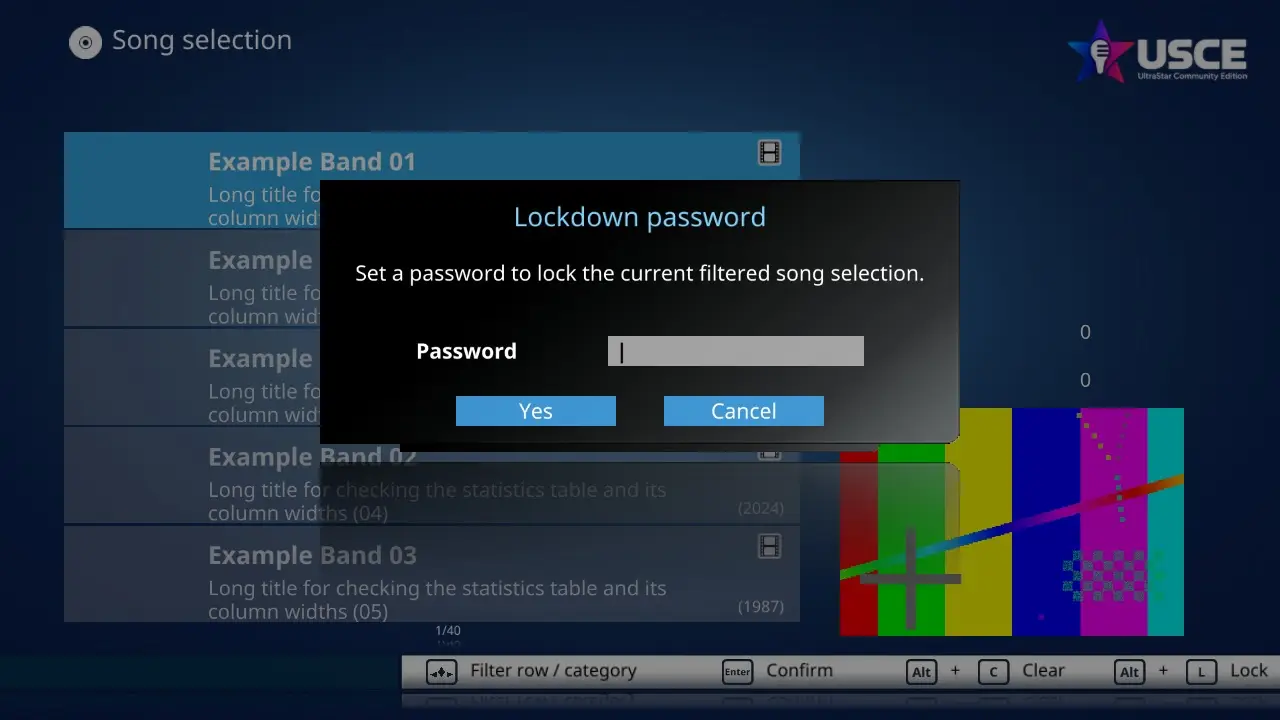 Song selection
USCE
UltraStar Community Edition
Example Band 01
Long title fo
column wid
Example
Long title fo
column wid
Example
Long title fo
column wid
Lockdown password
Set a password to lock the current filtered song selection.
Password
Yes
Cancel
0
0
Example Band 02
Long title for checking the statistics table and its
column widths (04)
(2024)
Example Band 03
Long title for checking the statistics table and its
column widths (05)
(1987)
1/40
Filter row / category
Enter
Confirm
Alt + C Clear
Alt + L Lock